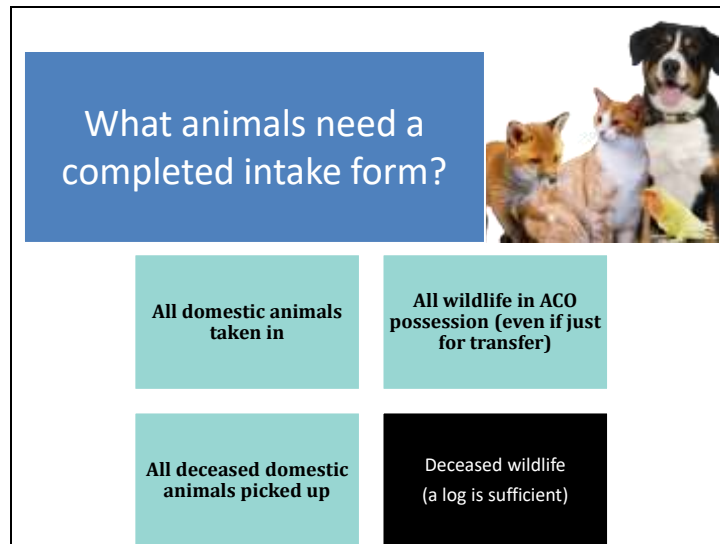 What animals need a
completed intake form?
All domestic animals
taken in
All wildlife in ACO
possession (even if just
for transfer)
All deceased domestic
animals picked up
Deceased wildlife
(a log is sufficient)